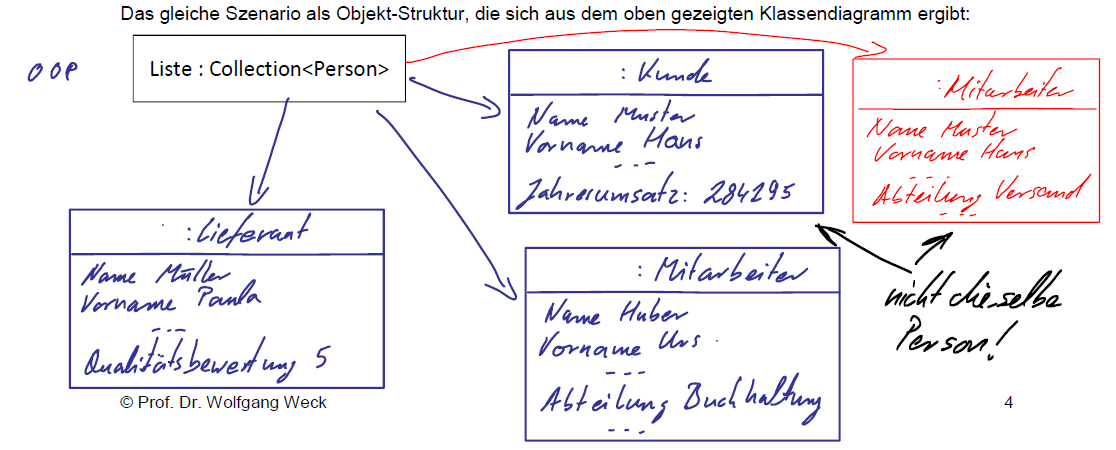 Das gleiche Szenario als Objekt-Struktur, die sich aus dem oben gezeigten Klassendiagramm ergibt:
OOP
Liste : Collection<Person>
: Kunde
Name Muster
Vorname Hans
---
Jahresumsatz: 284295
: Mitarbeiter
Name Muster
Vorname Hans
---
Abteilung Versand
---
: Lieferant
Name Müller
Vorname Paula
---
Qualitätsbewertung 5
: Mitarbeiter
Name Huber
Vorname Urs
---
Abteilung Buchhaltung
---
nicht dieselbe
Person!
© Prof. Dr. Wolfgang Weck
4